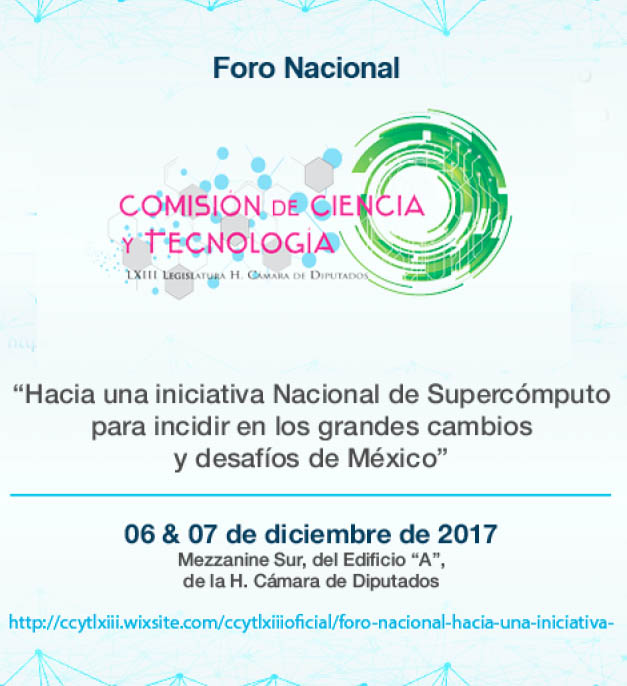 Foro Nacional
COMISIÓN DE CIENCIA
Y TECNOLOGÍA
LXIII LEGISLATURA H. CÁMARA DE DIPUTADOS
“Hacia una iniciativa Nacional de Supercómputo
para incidir en los grandes cambios
y desafíos de México”
06 & 07 de diciembre de 2017
Mezzanine Sur, del Edificio “A”,
de la H. Cámara de Diputados
http://ccytlxiii.wixsite.com/ccytlxiiioficial/foro-nacional-hacia-una-iniciativa-